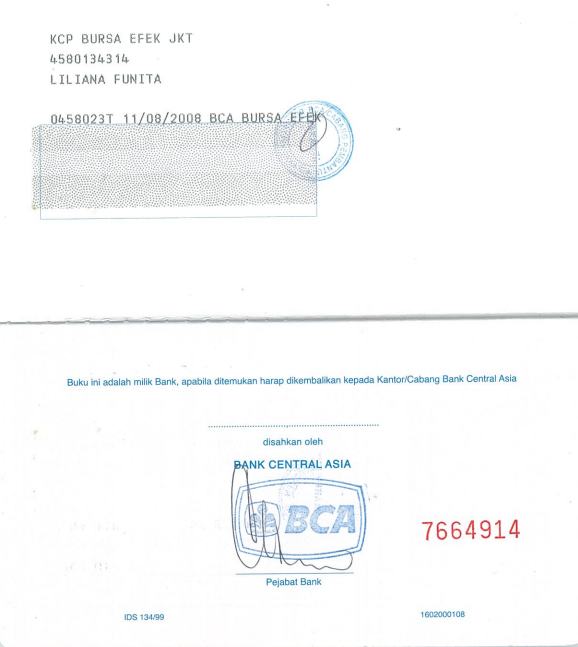 KCP BURSA EFEK JKT
4580134314
LILIANA FUNITA
0458023T 11/08/2008 BCA BURSA EFEK
Buku ini adalah milik Bank, apabila ditemukan harap dikembalikan kepada Kantor/Cabang Bank Central Asia
disahkan oleh
BANK CENTRAL ASIA
BCA
7664914
Pejabat Bank
IDS 134/99
1602000108